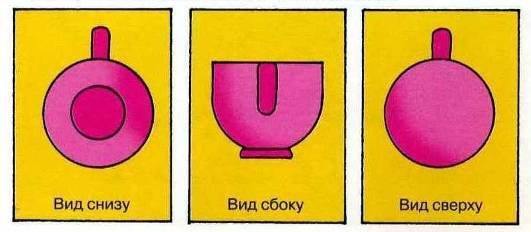 Вид снизу
Вид сбоку
Вид сверху